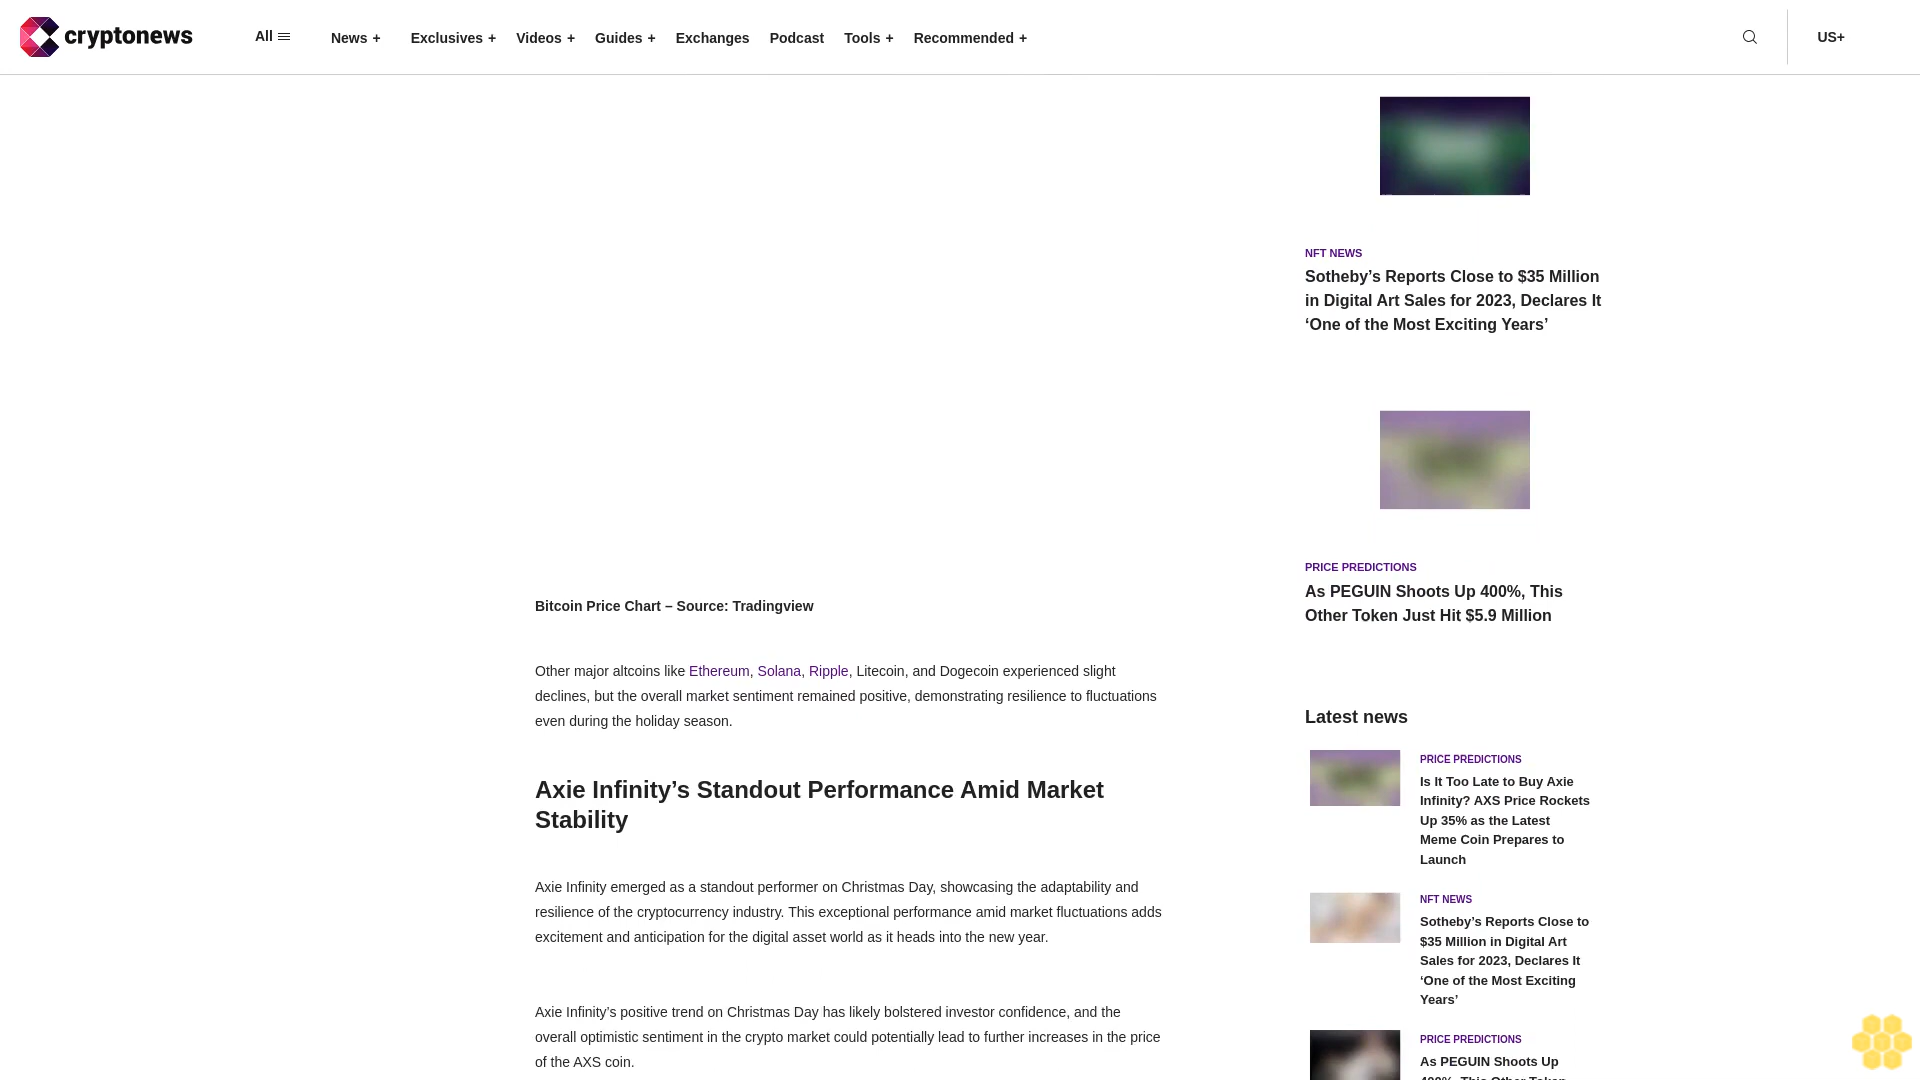 cryptonews
All
News +
Exclusives +
Videos +
Guides +
Exchanges
Podcast
Tools +
Recommended +
US+
Bitcoin Price Chart – Source: Tradingview
Other major altcoins like Ethereum, Solana, Ripple, Litecoin, and Dogecoin experienced slight
declines, but the overall market sentiment remained positive, demonstrating resilience to fluctuations
even during the holiday season.
Axie Infinity’s Standout Performance Amid Market
Stability
Axie Infinity emerged as a standout performer on Christmas Day, showcasing the adaptability and
resilience of the cryptocurrency industry. This exceptional performance amid market fluctuations adds
excitement and anticipation for the digital asset world as it heads into the new year.
Axie Infinity’s positive trend on Christmas Day has likely bolstered investor confidence, and the
overall optimistic sentiment in the crypto market could potentially lead to further increases in the price
of the AXS coin.
NFT NEWS
Sotheby’s Reports Close to $35 Million
in Digital Art Sales for 2023, Declares It
‘One of the Most Exciting Years’
PRICE PREDICTIONS
As PEGUIN Shoots Up 400%, This
Other Token Just Hit $5.9 Million
Latest news
PRICE PREDICTIONS
Is It Too Late to Buy Axie
Infinity? AXS Price Rockets
Up 35% as the Latest
Meme Coin Prepares to
Launch
NFT NEWS
Sotheby’s Reports Close to
$35 Million in Digital Art
Sales for 2023, Declares It
‘One of the Most Exciting
Years’
PRICE PREDICTIONS
As PEGUIN Shoots Up
400%, This Other Token